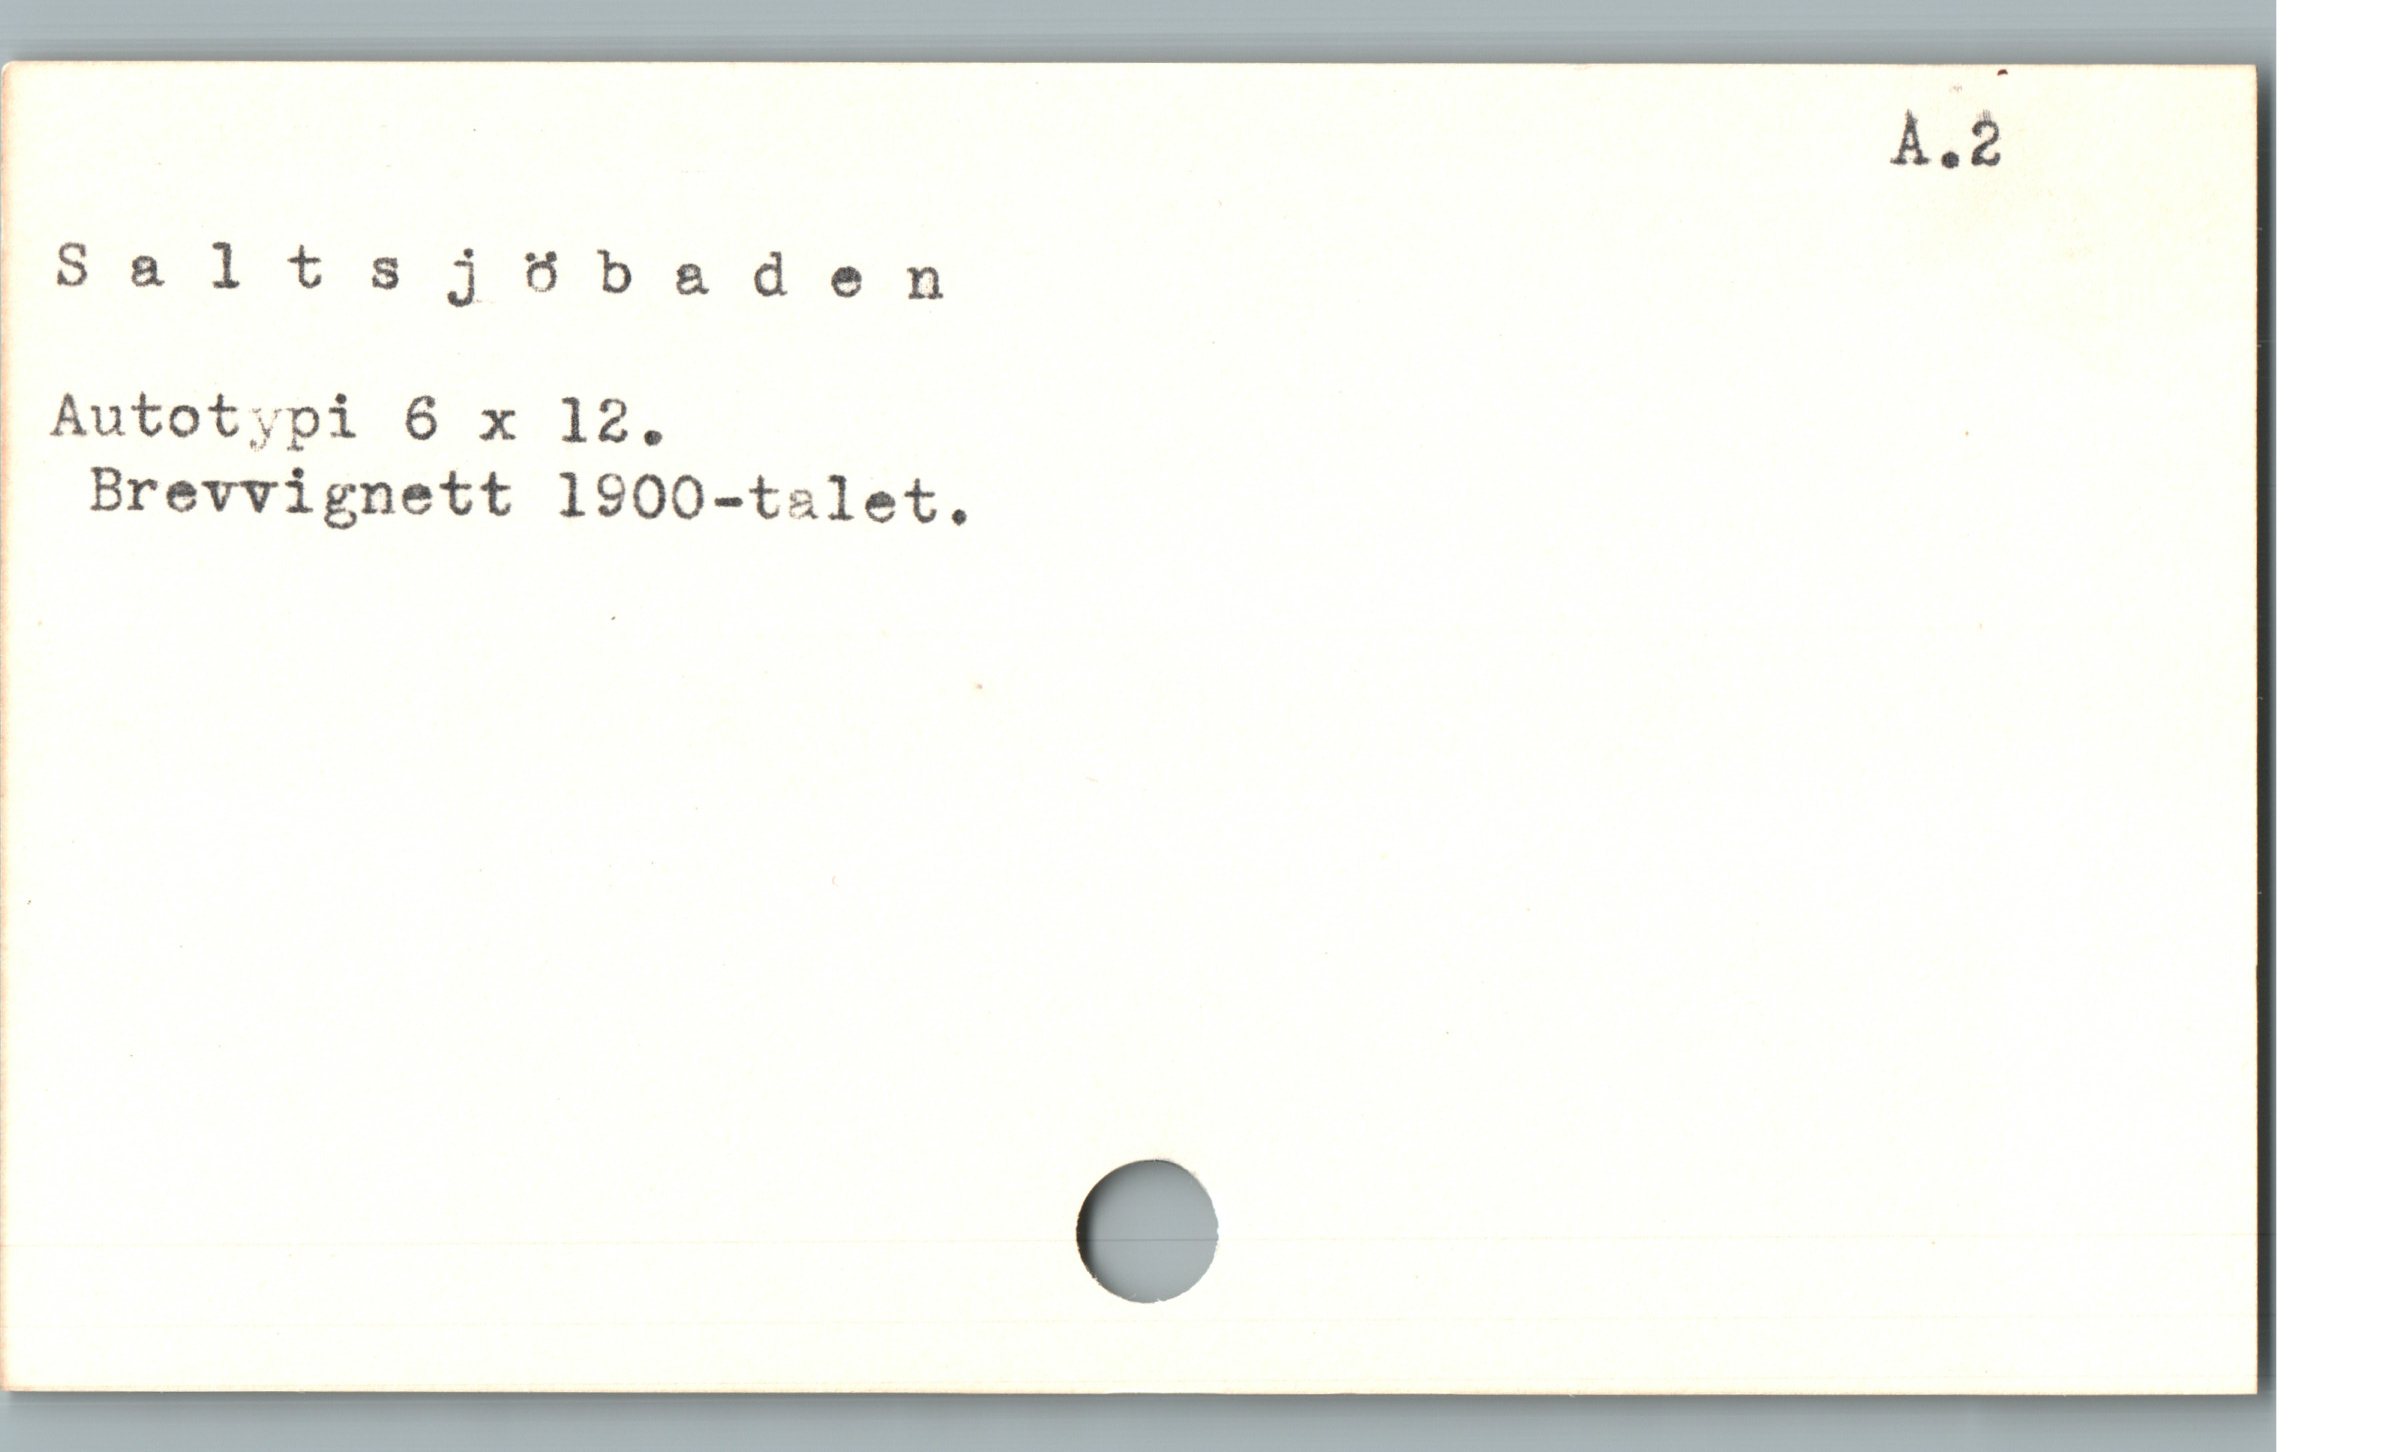 A.2
S a l t s j ö b a d e n
Autotypi 6 x 12.
Brevvignett 1900-talet.